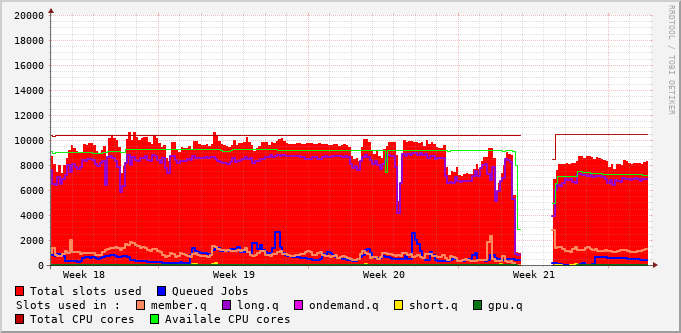 20000
18000
16000
14000
12000
10000
8000
6000
4000
2000
0
Week 18 Week 19 Week 20 Week 21
RRDTOOL / TOBI OETIKER
Total slots used Queued Jobs
Slots used in : member.q long.q ondemand.q short.q gpu.q
Total CPU cores Availale CPU cores